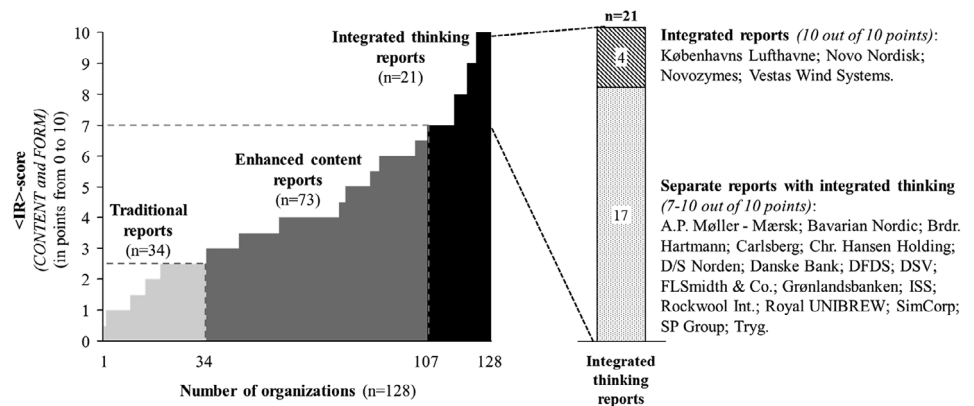 <IR>-score
(CONTENT and FORM)
(in points from 0 to 10)
10
9
8
7
6
5
4
3
2
1
0
Traditional
reports
(n=34)
Enhanced content
reports
(n=73)
Integrated thinking
reports
(n=21)
1
34
107
128
Number of organizations (n=128)
n=21
4
17
Integrated
thinking
reports
Integrated reports (10 out of 10 points):
Københavns Lufthavne; Novo Nordisk;
Novozymes; Vestas Wind Systems.
Separate reports with integrated thinking
(7-10 out of 10 points):
A.P. Møller - Mærsk; Bavarian Nordic; Brdr.
Hartmann; Carlsberg; Chr. Hansen Holding;
D/S Norden; Danske Bank; DFDS; DSV;
FLSmidth & Co.; Grønlandsbanken; ISS;
Rockwool Int.; Royal UNIBREW; SimCorp;
SP Group; Tryg.